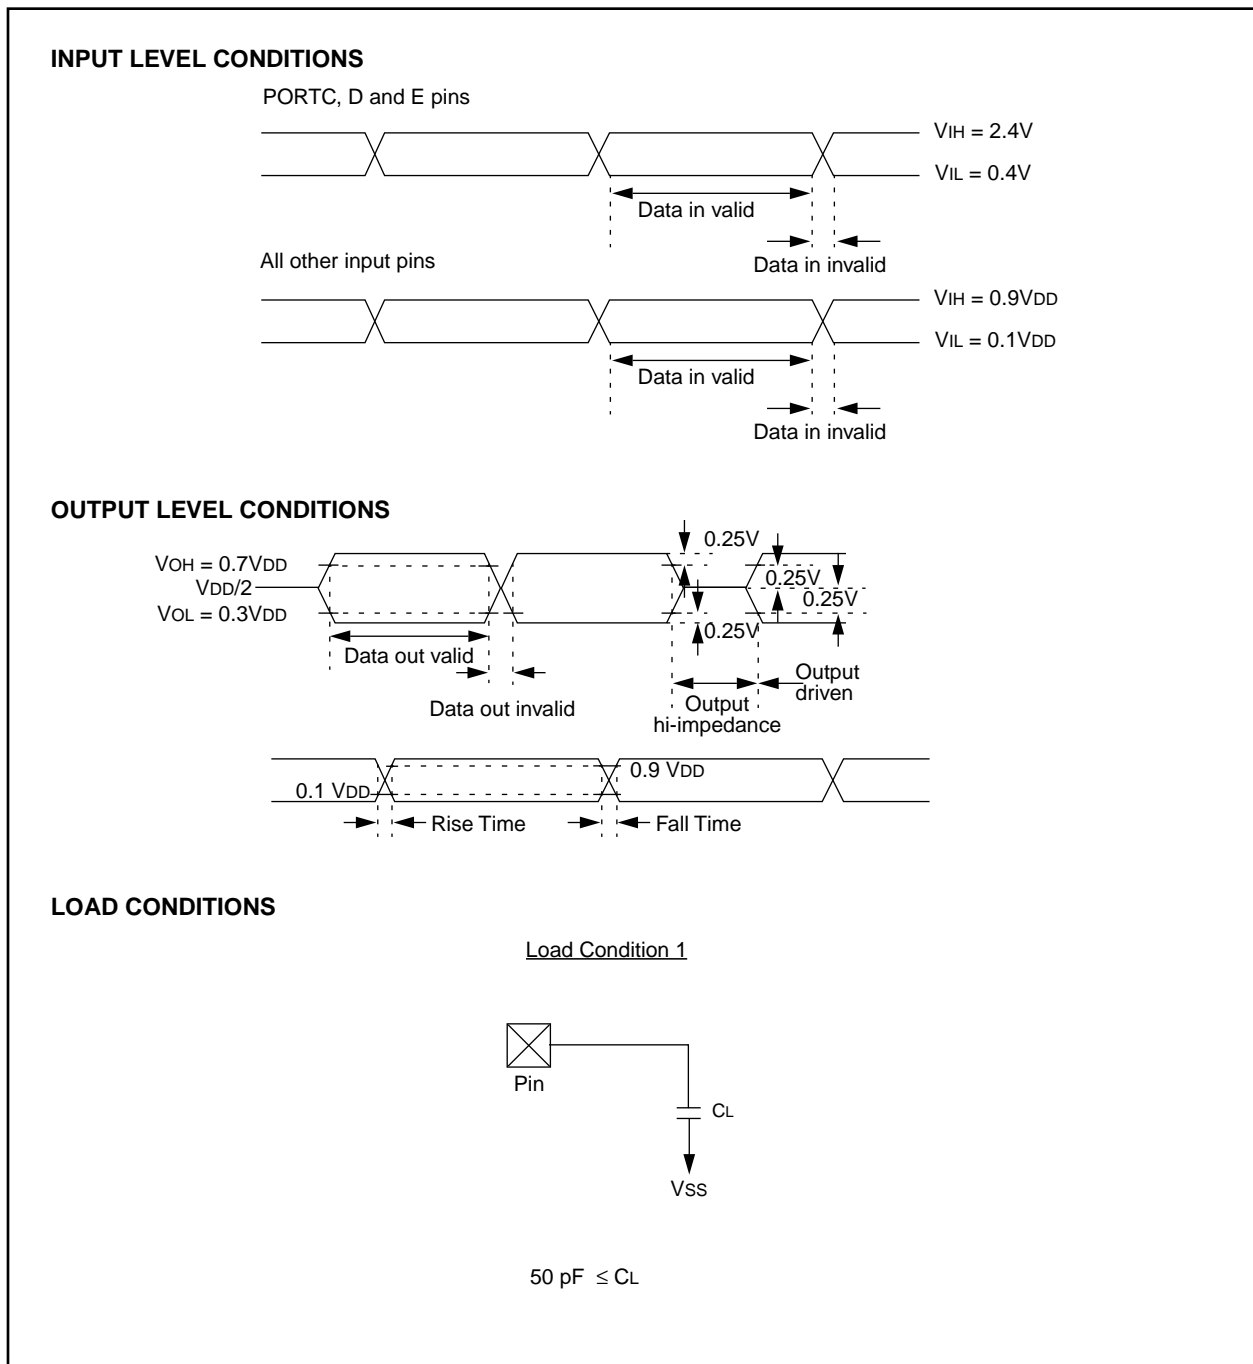 INPUT LEVEL CONDITIONS
PORTC, D and E pins
VIH = 2.4V
VIL = 0.4V
Data in valid
Data in invalid
All other input pins
VIH = 0.9VDD
VIL = 0.1VDD
Data in valid
Data in invalid
OUTPUT LEVEL CONDITIONS
0.25V
VOH = 0.7VDD
VDD/2
VOL = 0.3VDD
0.25V
0.25V
0.25V
Data out valid
Data out invalid
Output
hi-impedance
Output
driven
0.9 VDD
0.1 VDD
Rise Time
Fall Time
LOAD CONDITIONS
Load Condition 1
Pin
CL
VSS
50 pF ≤ CL